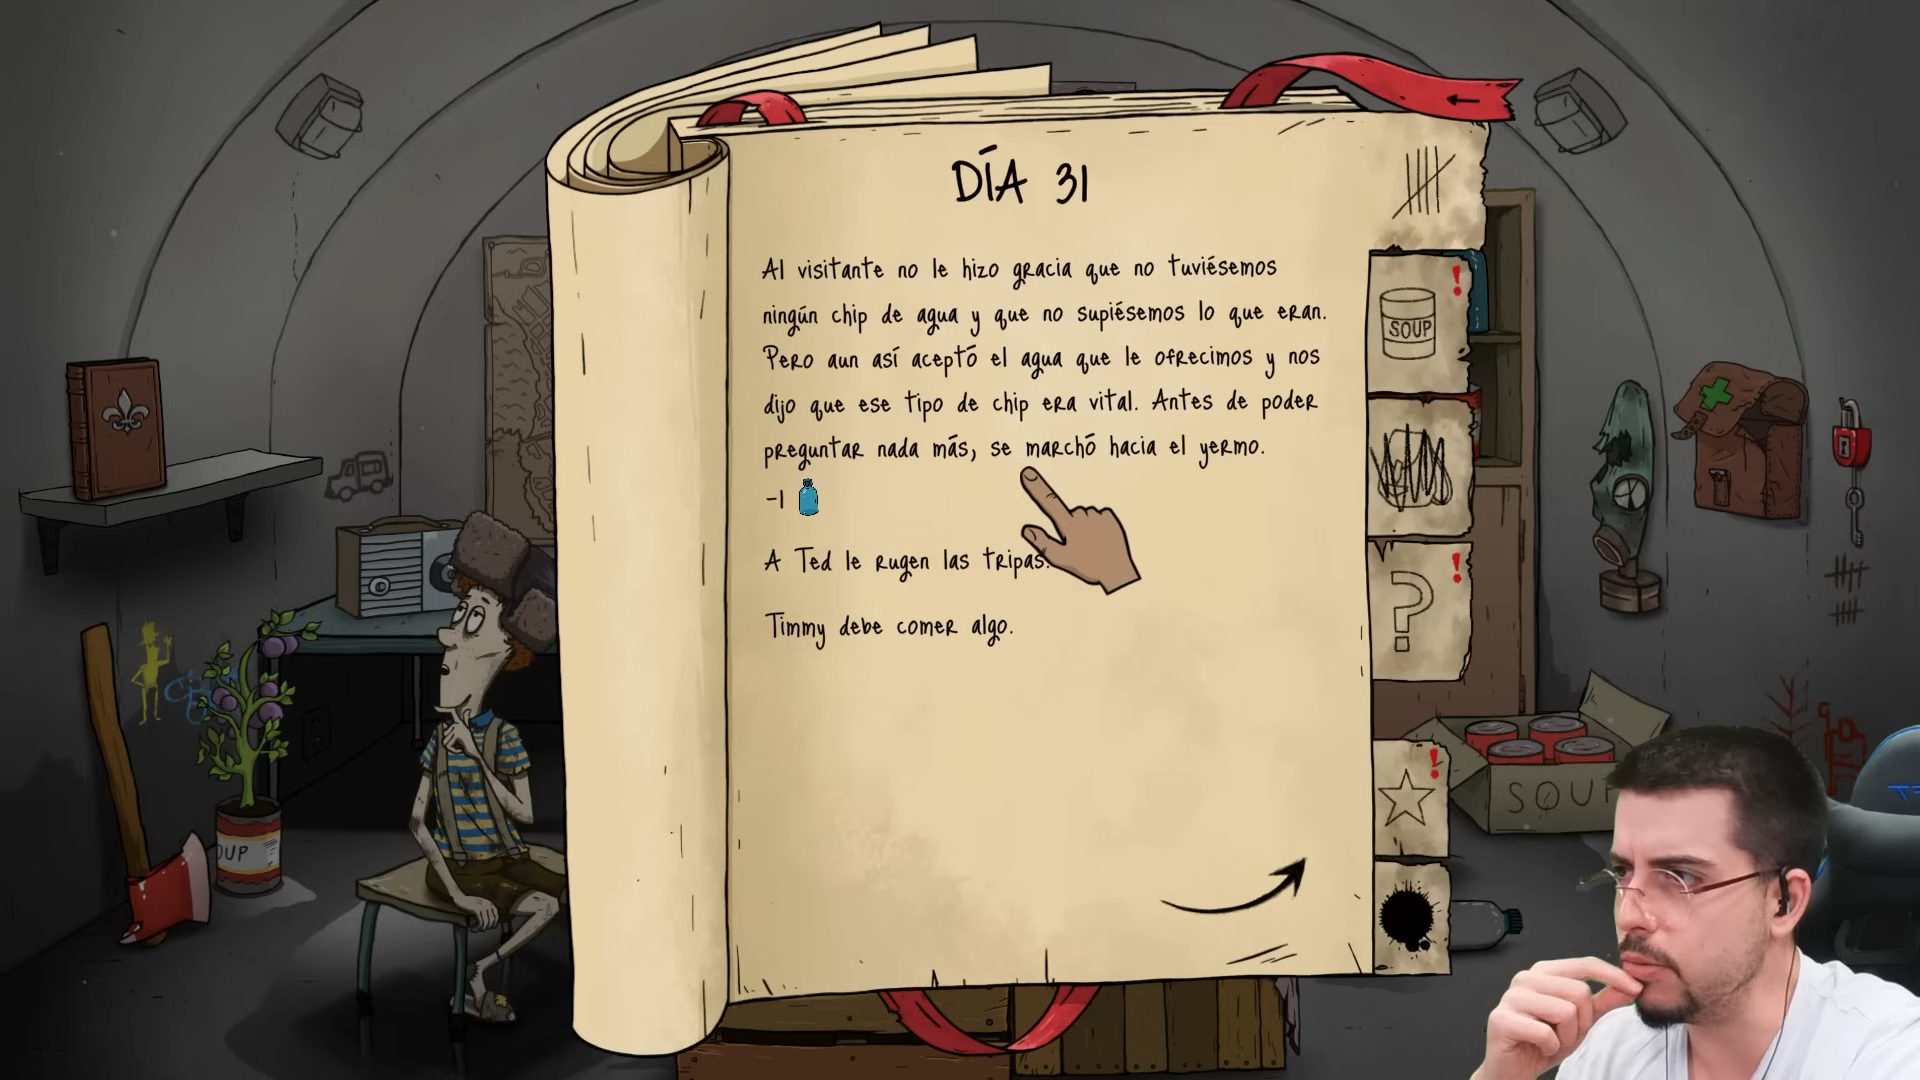 DÍA 31
Al visitante no le hizo gracia que no tuviésemos
ningún chip de agua y que no supiésemos lo que eran.
Pero aun así aceptó el agua que le ofrecimos y nos
dijo que ese tipo de chip era vital. Antes de poder
preguntar nada más, se marchó hacia el yermo.
-1
A Ted le rugen las tripas.
Timmy debe comer algo.
SOUP
!
?
!
!
OUP
SOUP